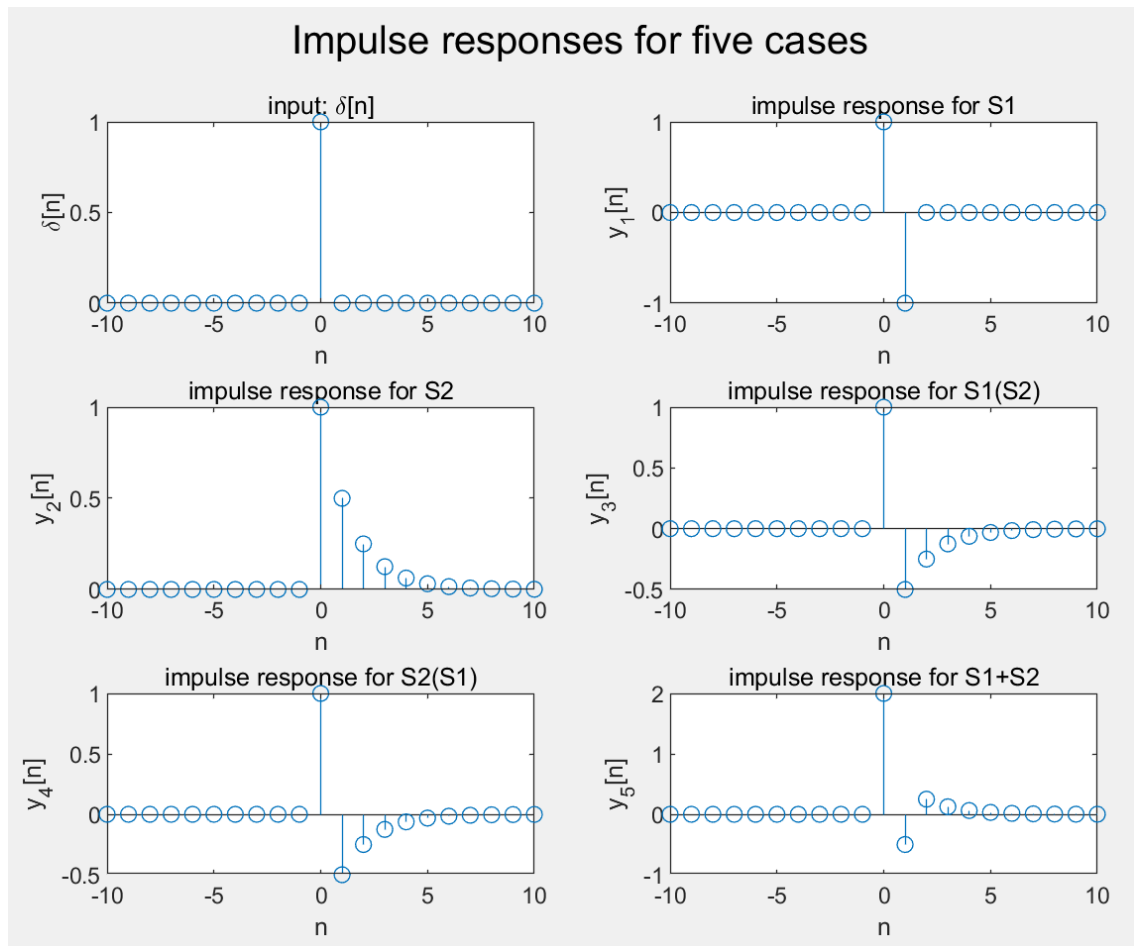 Impulse responses for five cases
input: δ[n]
1
0.5
0
δ[n]
-10 -5 0 5 10
n
impulse response for S1
1
0
-1
y1[n]
-10 -5 0 5 10
n
impulse response for S2
1
0.5
0
y2[n]
-10 -5 0 5 10
n
impulse response for S1(S2)
1
0.5
0
-0.5
y3[n]
-10 -5 0 5 10
n
impulse response for S2(S1)
1
0.5
0
-0.5
y4[n]
-10 -5 0 5 10
n
impulse response for S1+S2
2
1
0
-1
y5[n]
-10 -5 0 5 10
n